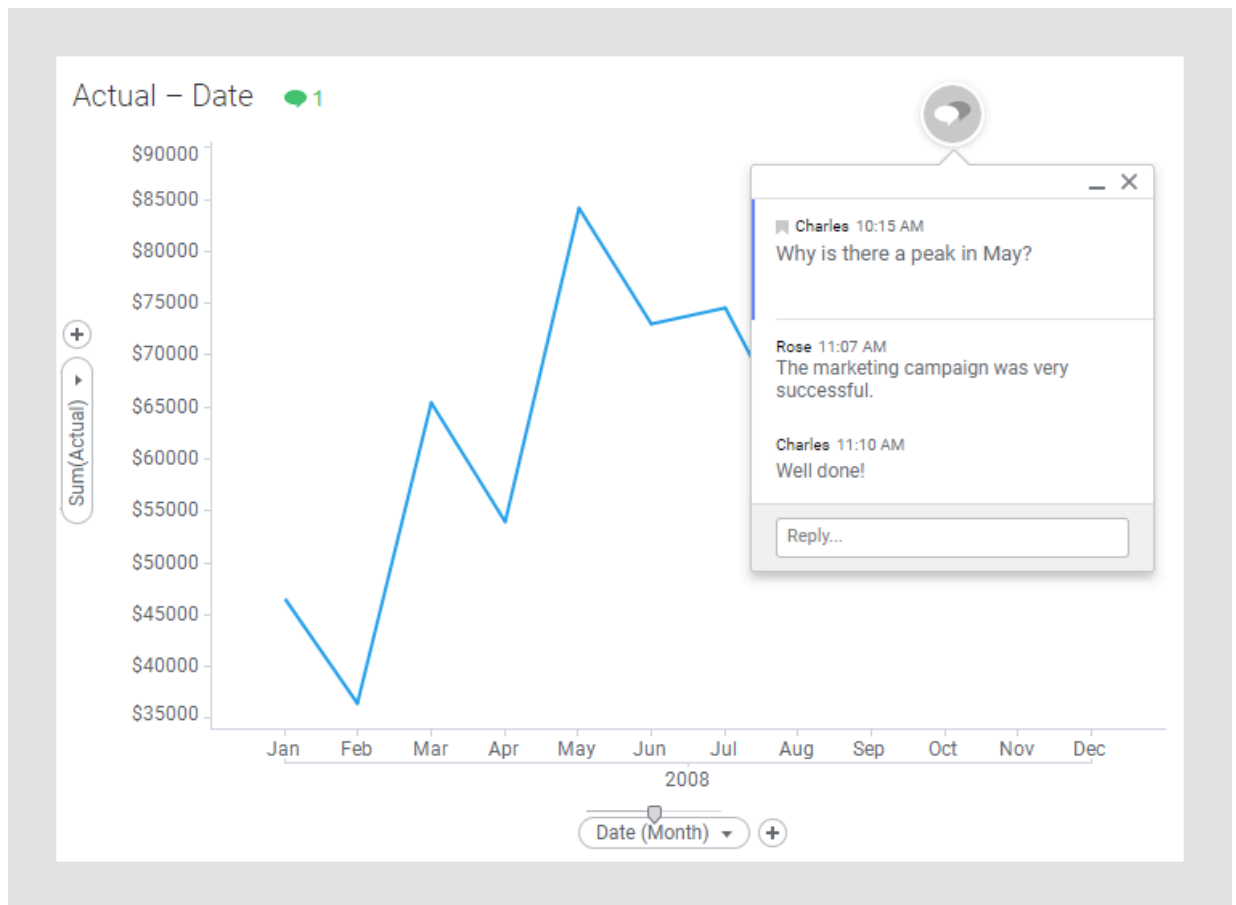 Actual – Date 1
$90000
$85000
$80000
$75000
$70000
$65000
$60000
$55000
$50000
$45000
$40000
$35000
Sum(Actual)
Jan Feb Mar Apr May Jun Jul Aug Sep Oct Nov Dec
2008
Date (Month)
Charles 10:15 AM
Why is there a peak in May?
Rose 11:07 AM
The marketing campaign was very
successful.
Charles 11:10 AM
Well done!
Reply...